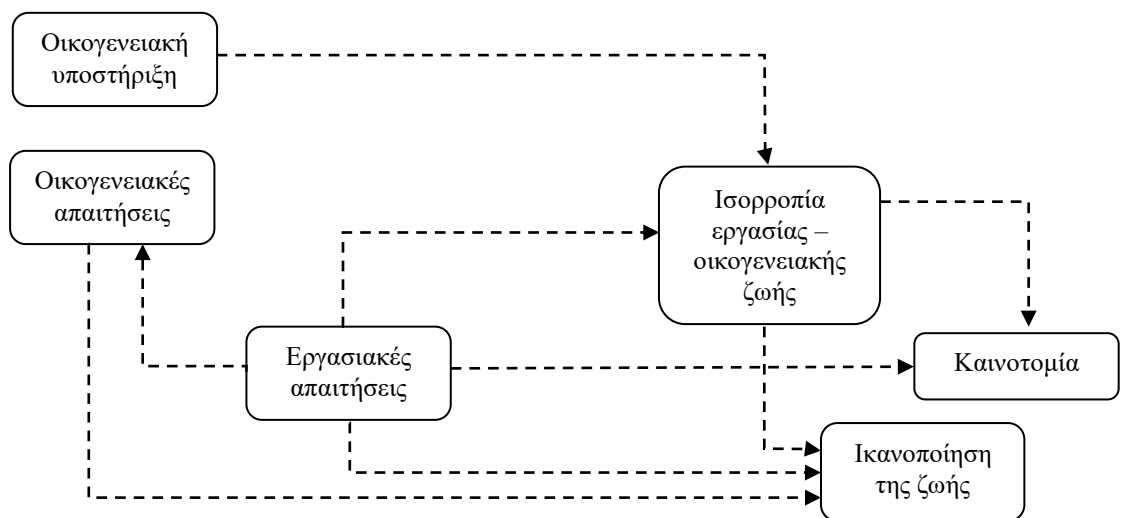 Οικογενειακή
υποστήριξη
Οικογενειακές
απαιτήσεις
Ισορροπία
εργασίας –
οικογενειακής
ζωής
Εργασιακές
απαιτήσεις
Καινοτομία
Ικανοποίηση
της ζωής